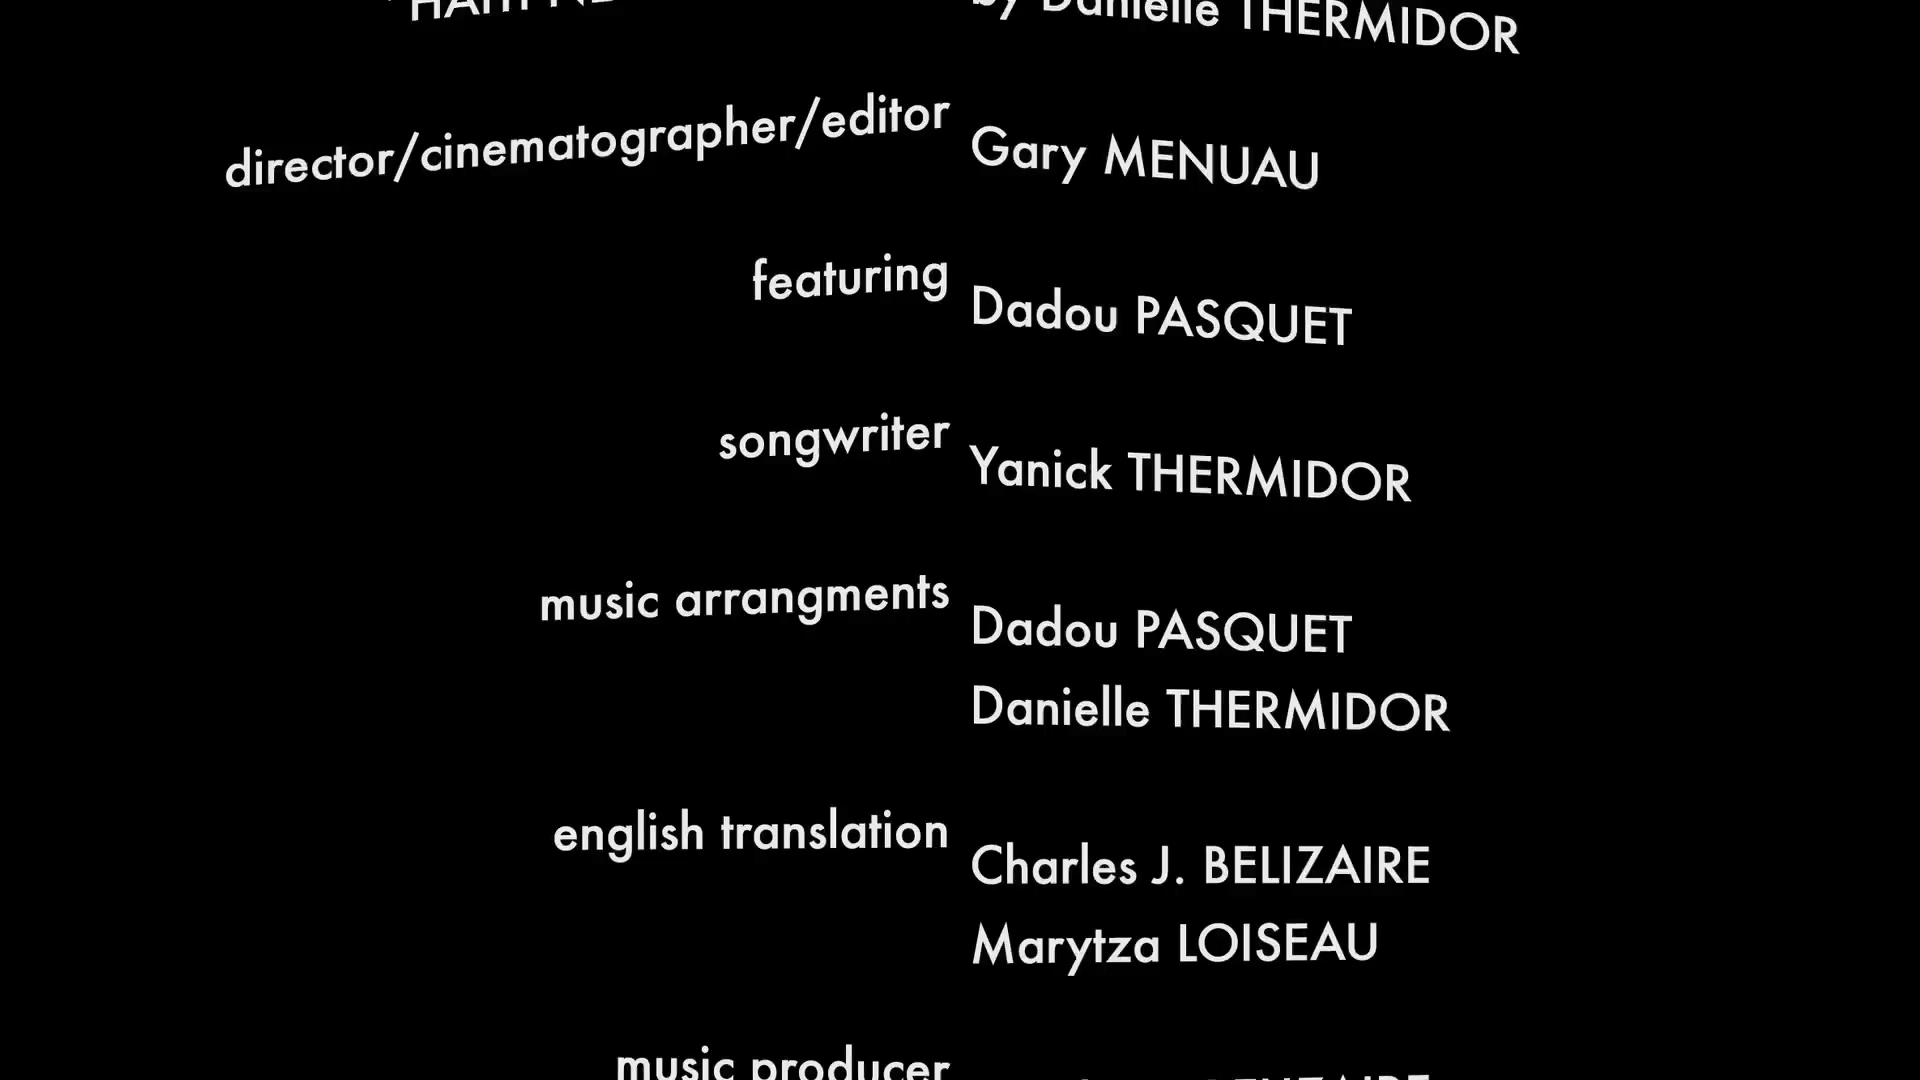 by Danielle THERMIDOR
director/cinematographer/editor Gary MENUAU
featuring Dadou PASQUET
songwriter Yanick THERMIDOR
music arrangments Dadou PASQUET
Danielle THERMIDOR
english translation Charles J. BELIZAIRE
Marytza LOISEAU
music producer